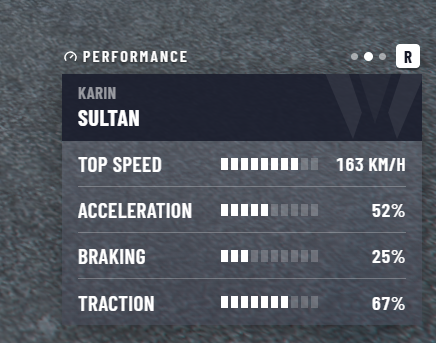 PERFORMANCE
R
KARIN
SULTAN
TOP SPEED 163 KM/H
ACCELERATION 52%
BRAKING 25%
TRACTION 67%